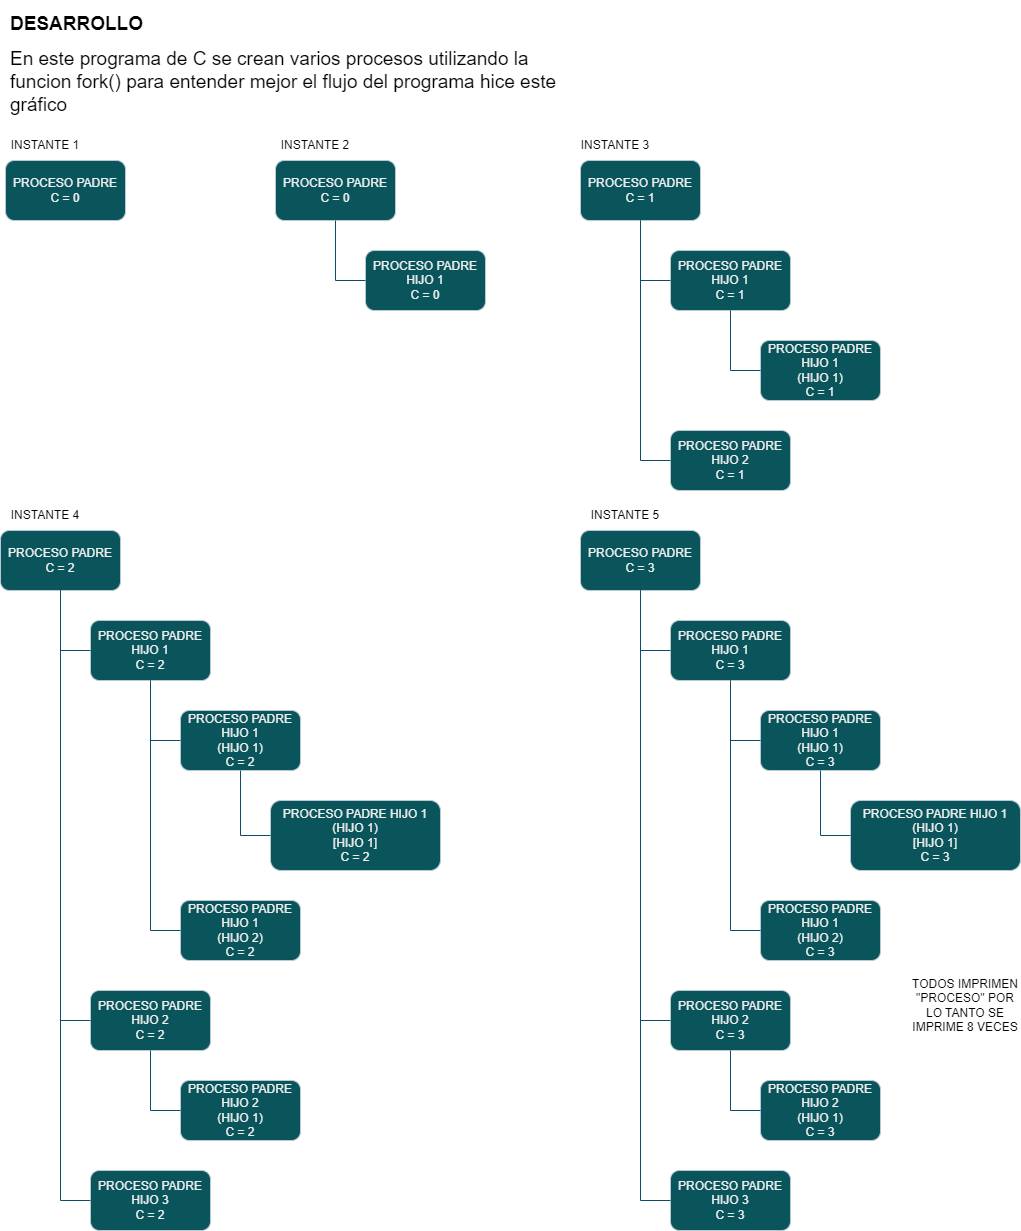 DESARROLLO
En este programa de C se crean varios procesos utilizando la
funcion fork() para entender mejor el flujo del programa hice este
gráfico
INSTANTE 1
PROCESO PADRE
C = 0
INSTANTE 2
PROCESO PADRE
C = 0
PROCESO PADRE
HIJO 1
C = 0
INSTANTE 3
PROCESO PADRE
C = 1
PROCESO PADRE
HIJO 1
C = 1
PROCESO PADRE
HIJO 1
(HIJO 1)
C = 1
PROCESO PADRE
HIJO 2
C = 1
INSTANTE 4
PROCESO PADRE
C = 2
PROCESO PADRE
HIJO 1
C = 2
PROCESO PADRE
HIJO 1
(HIJO 1)
C = 2
PROCESO PADRE HIJO 1
(HIJO 1)
[HIJO 1]
C = 2
PROCESO PADRE
HIJO 1
(HIJO 2)
C = 2
PROCESO PADRE
HIJO 2
C = 2
PROCESO PADRE
HIJO 2
(HIJO 1)
C = 2
PROCESO PADRE
HIJO 3
C = 2
INSTANTE 5
PROCESO PADRE
C = 3
PROCESO PADRE
HIJO 1
C = 3
PROCESO PADRE
HIJO 1
(HIJO 1)
C = 3
PROCESO PADRE HIJO 1
(HIJO 1)
[HIJO 1]
C = 3
PROCESO PADRE
HIJO 1
(HIJO 2)
C = 3
PROCESO PADRE
HIJO 2
C = 3
PROCESO PADRE
HIJO 2
(HIJO 1)
C = 3
PROCESO PADRE
HIJO 3
C = 3
TODOS IMPRIMEN
"PROCESO" POR
LO TANTO SE
IMPRIME 8 VECES